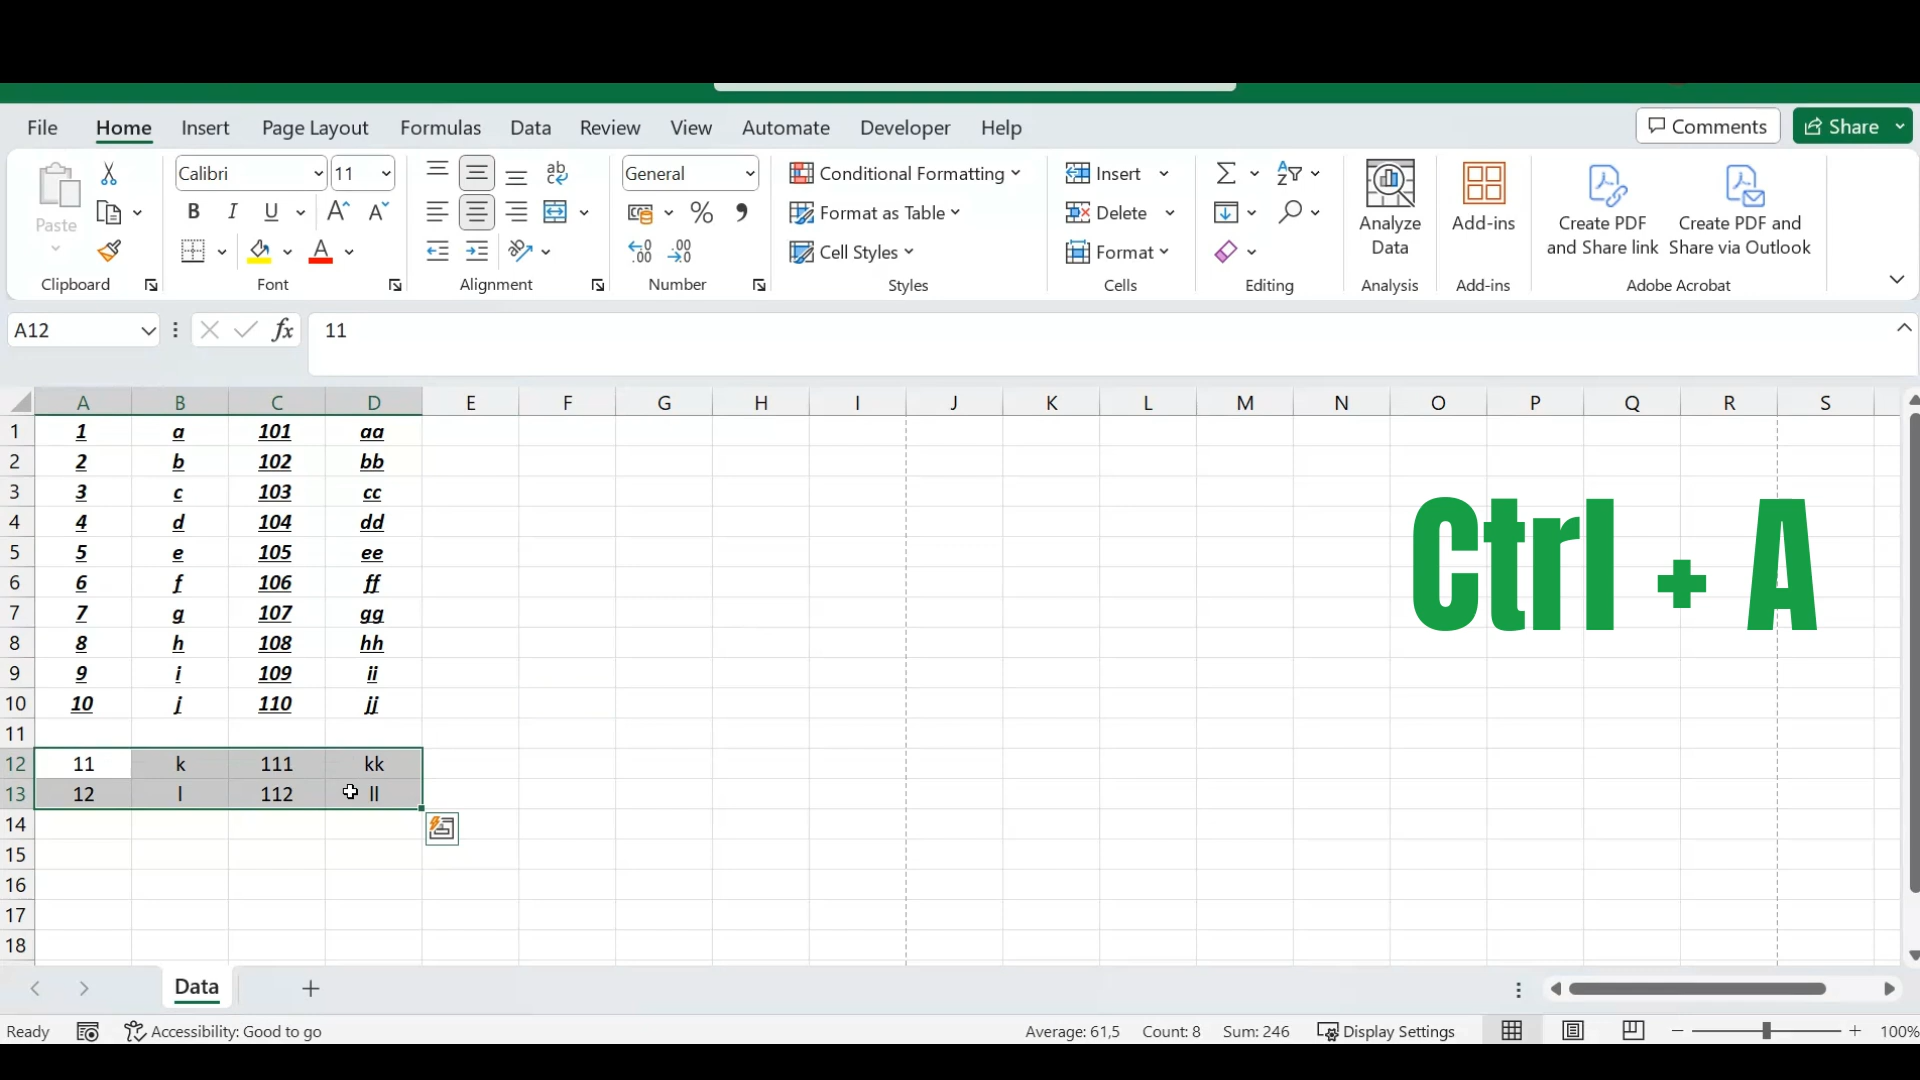 File Home Insert Page Layout Formulas Data Review View Automate Developer Help Comments Share
Calibri 11 General Conditional Formatting Insert
Paste B I U A A % Format as Table Delete Analyze Data Add-ins Create PDF and Share link Create PDF and Share via Outlook
A Cell Styles Format
Clipboard Font Alignment Number Styles Cells Editing Analysis Add-ins Adobe Acrobat
A12 fx 11
A B C D E F G H I J K L M N O P Q R S
1 1 a 101 aa
2 2 b 102 bb
3 3 c 103 cc
4 4 d 104 dd
5 5 e 105 ee
6 6 f 106 ff
7 7 g 107 gg
8 8 h 108 hh
9 9 i 109 ii
10 10 j 110 jj
11
12 11 k 111 kk
13 12 l 112 ll
14
15
16
17
18
Ctrl + A
Data
Ready Accessibility: Good to go Average: 61,5 Count: 8 Sum: 246 Display Settings 100%